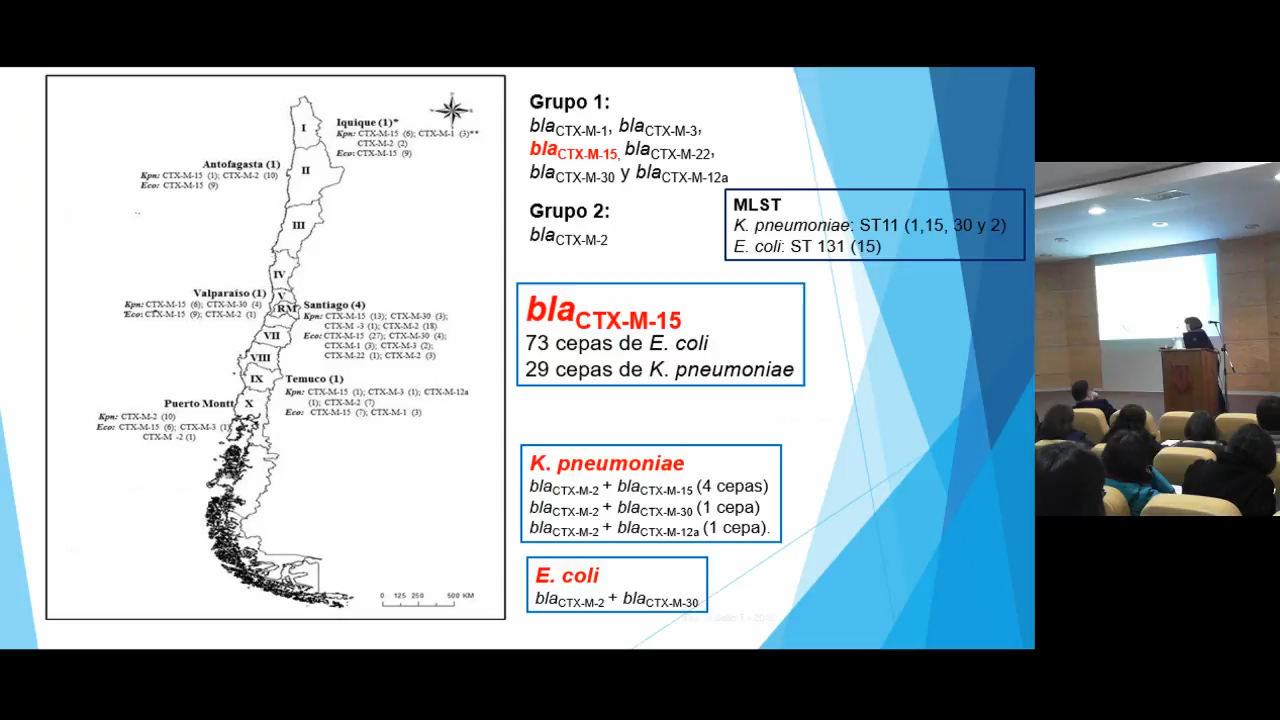 I
Iquique (1)*
Kpn: CTX-M-15 (6); CTX-M-1 (3)**
CTX-M-2 (2)
Eco: CTX-M-15 (9)
Antofagasta (1)
Kpn: CTX-M-15 (1); CTX-M-2 (10)
Eco: CTX-M-15 (9)
II
III
IV
Valparaíso (1)
Kpn: CTX-M-15 (6); CTX-M-30 (4)
Eco: CTX-M-15 (9); CTX-M-2 (1)
V
RM
Santiago (4)
Kpn: CTX-M-15 (13); CTX-M-30 (3);
CTX-M -3 (1); CTX-M-2 (18)
Eco: CTX-M-15 (27); CTX-M-30 (4);
CTX-M-1 (3); CTX-M-3 (2);
CTX-M-22 (1); CTX-M-2 (3)
VII
VIII
IX
Temuco (1)
Kpn: CTX-M-15 (1); CTX-M-3 (1); CTX-M-12a
(1); CTX-M-2 (7)
Eco: CTX-M-15 (7); CTX-M-1 (3)
X
Puerto Montt
Kpn: CTX-M-2 (10)
Eco: CTX-M-15 (6); CTX-M-3 (1)
CTX-M -2 (1)
0 125 250 500 KM
Grupo 1:
blaCTX-M-1, blaCTX-M-3,
blaCTX-M-15, blaCTX-M-22,
blaCTX-M-30 y blaCTX-M-12a
Grupo 2:
blaCTX-M-2
MLST
K. pneumoniae: ST11 (1,15, 30 y 2)
E. coli: ST 131 (15)
blaCTX-M-15
73 cepas de E. coli
29 cepas de K. pneumoniae
K. pneumoniae
blaCTX-M-2 + blaCTX-M-15 (4 cepas)
blaCTX-M-2 + blaCTX-M-30 (1 cepa)
blaCTX-M-2 + blaCTX-M-12a (1 cepa).
E. coli
blaCTX-M-2 + blaCTX-M-30